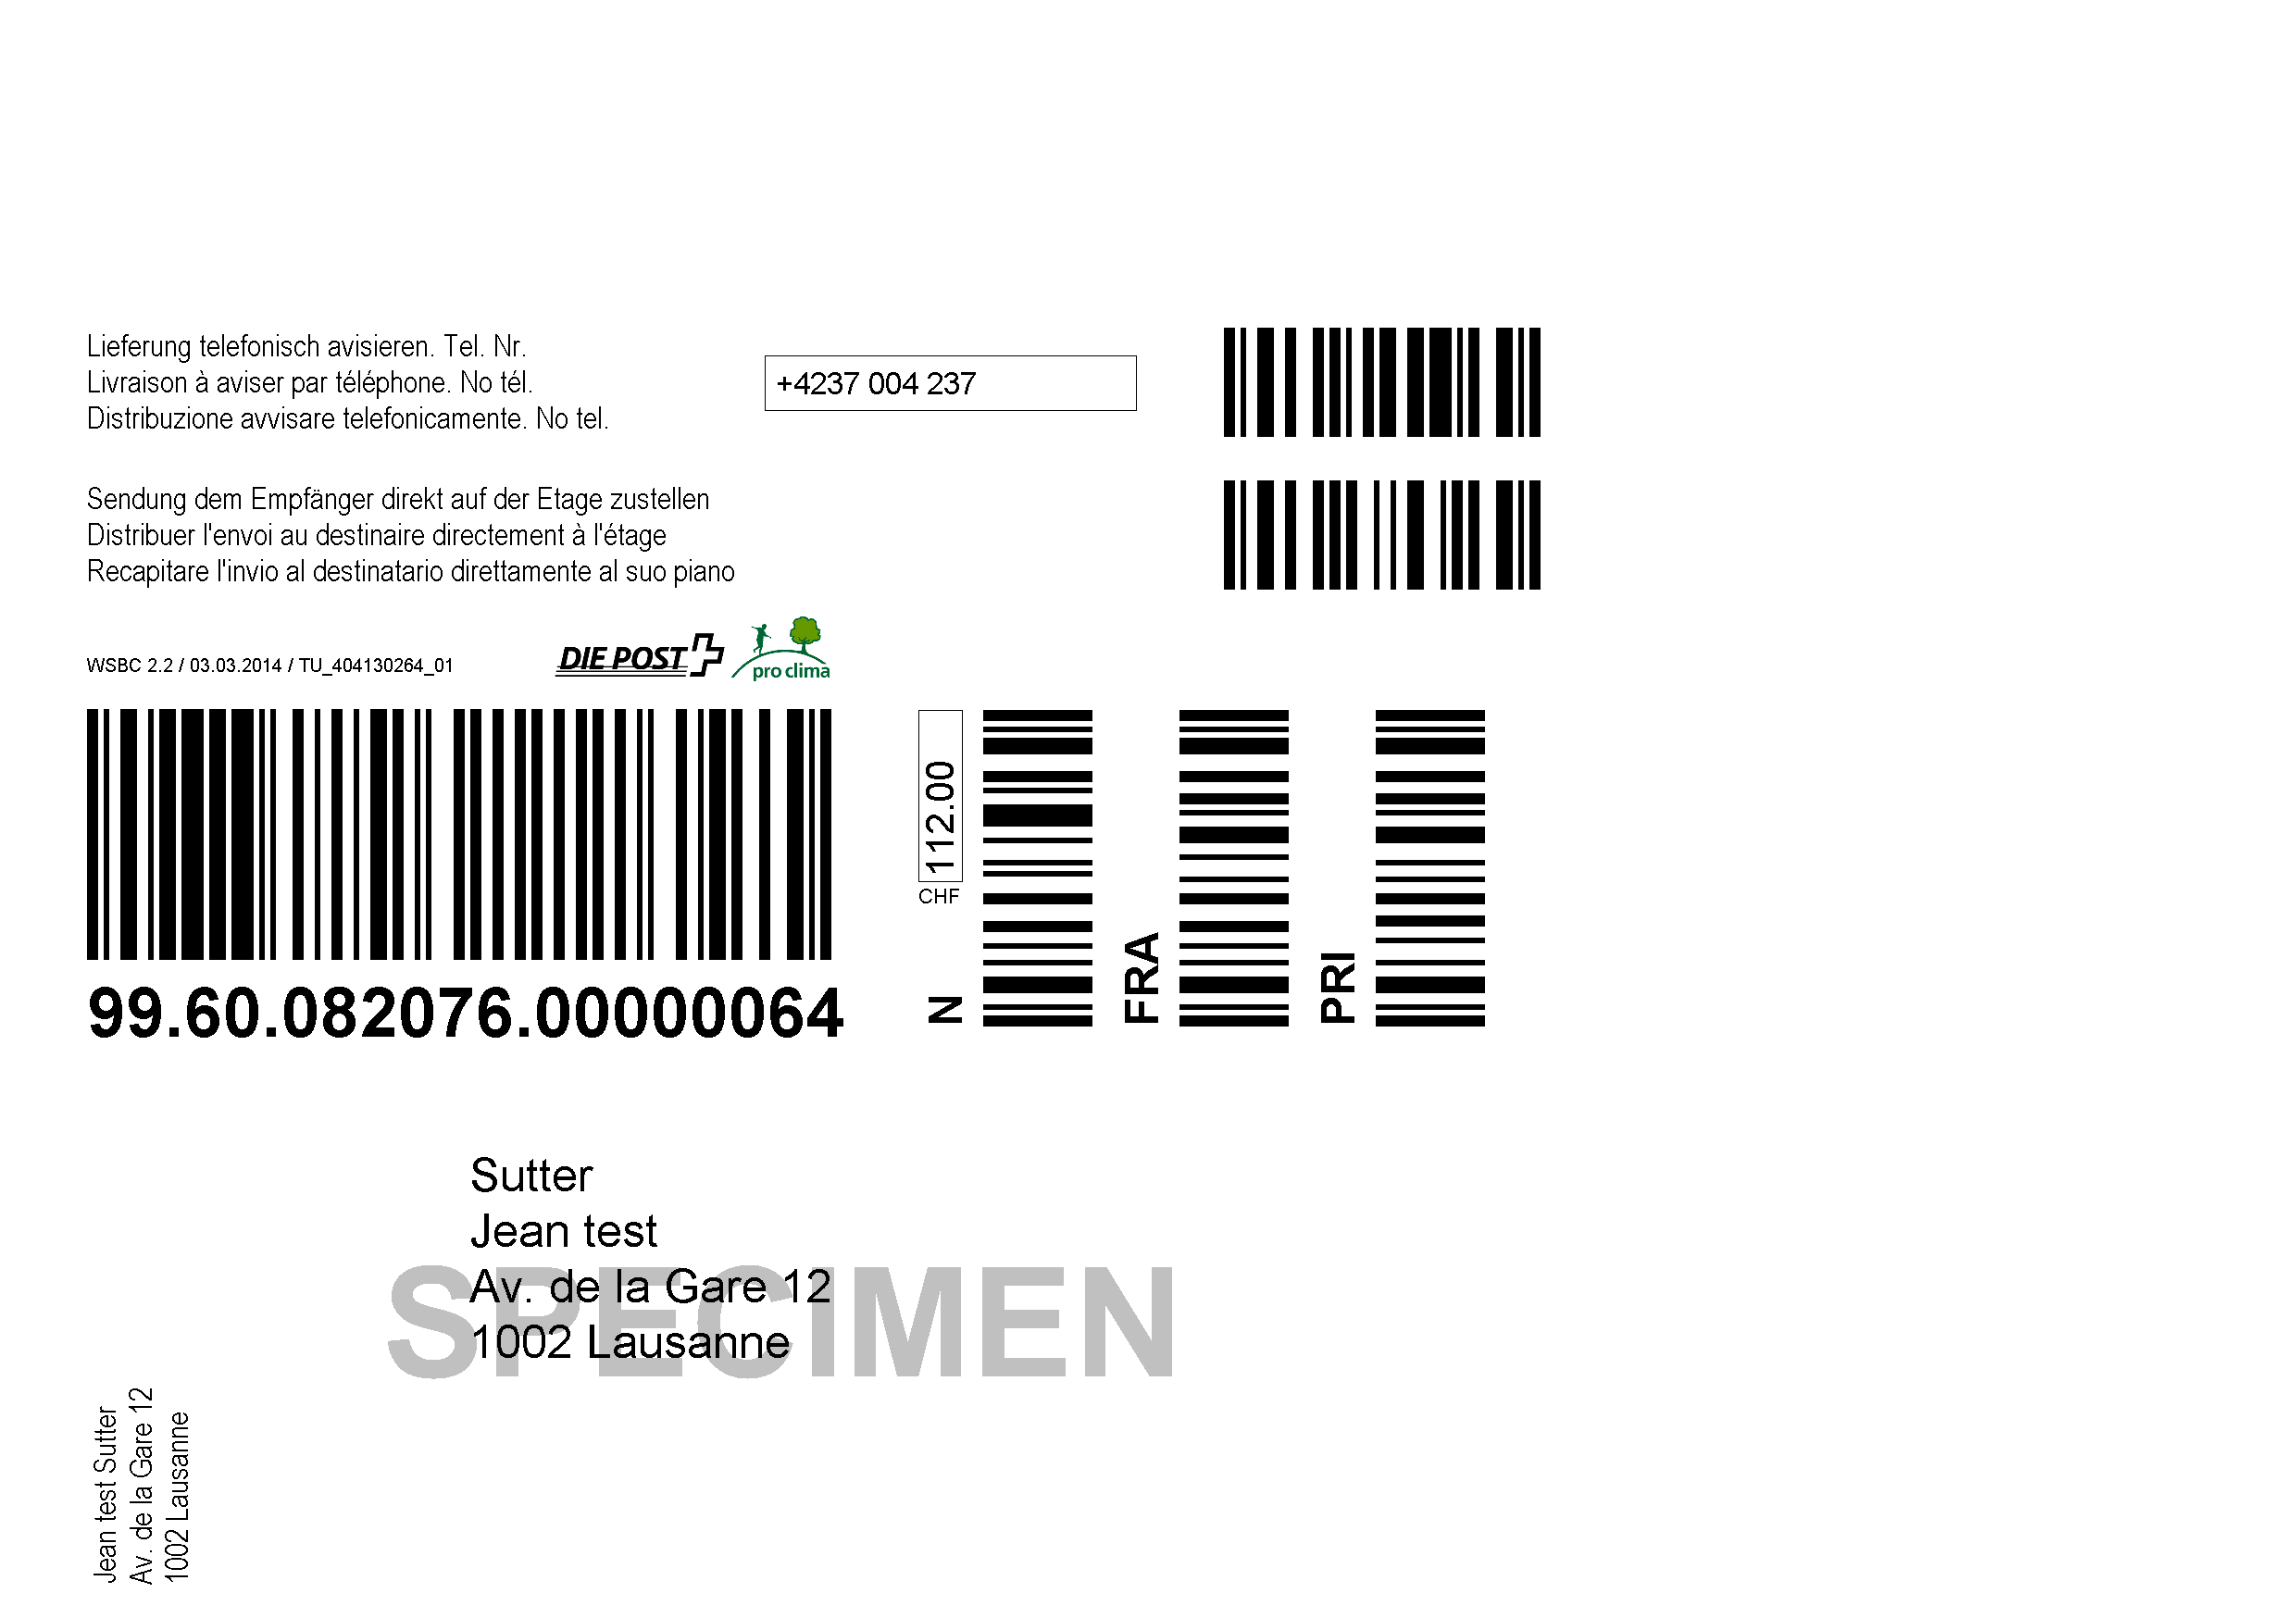 Lieferung telefonisch avisieren. Tel. Nr.
Livraison à aviser par téléphone. No tél.
Distribuzione avvisare telefonicamente. No tel.
+4237 004 237
Sendung dem Empfänger direkt auf der Etage zustellen
Distribuer l'envoi au destinaire directement à l'étage
Recapitare l'invio al destinatario direttamente al suo piano
WSBC 2.2 / 03.03.2014 / TU_404130264_01
DIE POST
pro clima
99.60.082076.00000064
112.00
CHF
N
FRA
PRI
Sutter
Jean test
Av. de la Gare 12
1002 Lausanne
SPECIMEN
Jean test Sutter
Av. de la Gare 12
1002 Lausanne